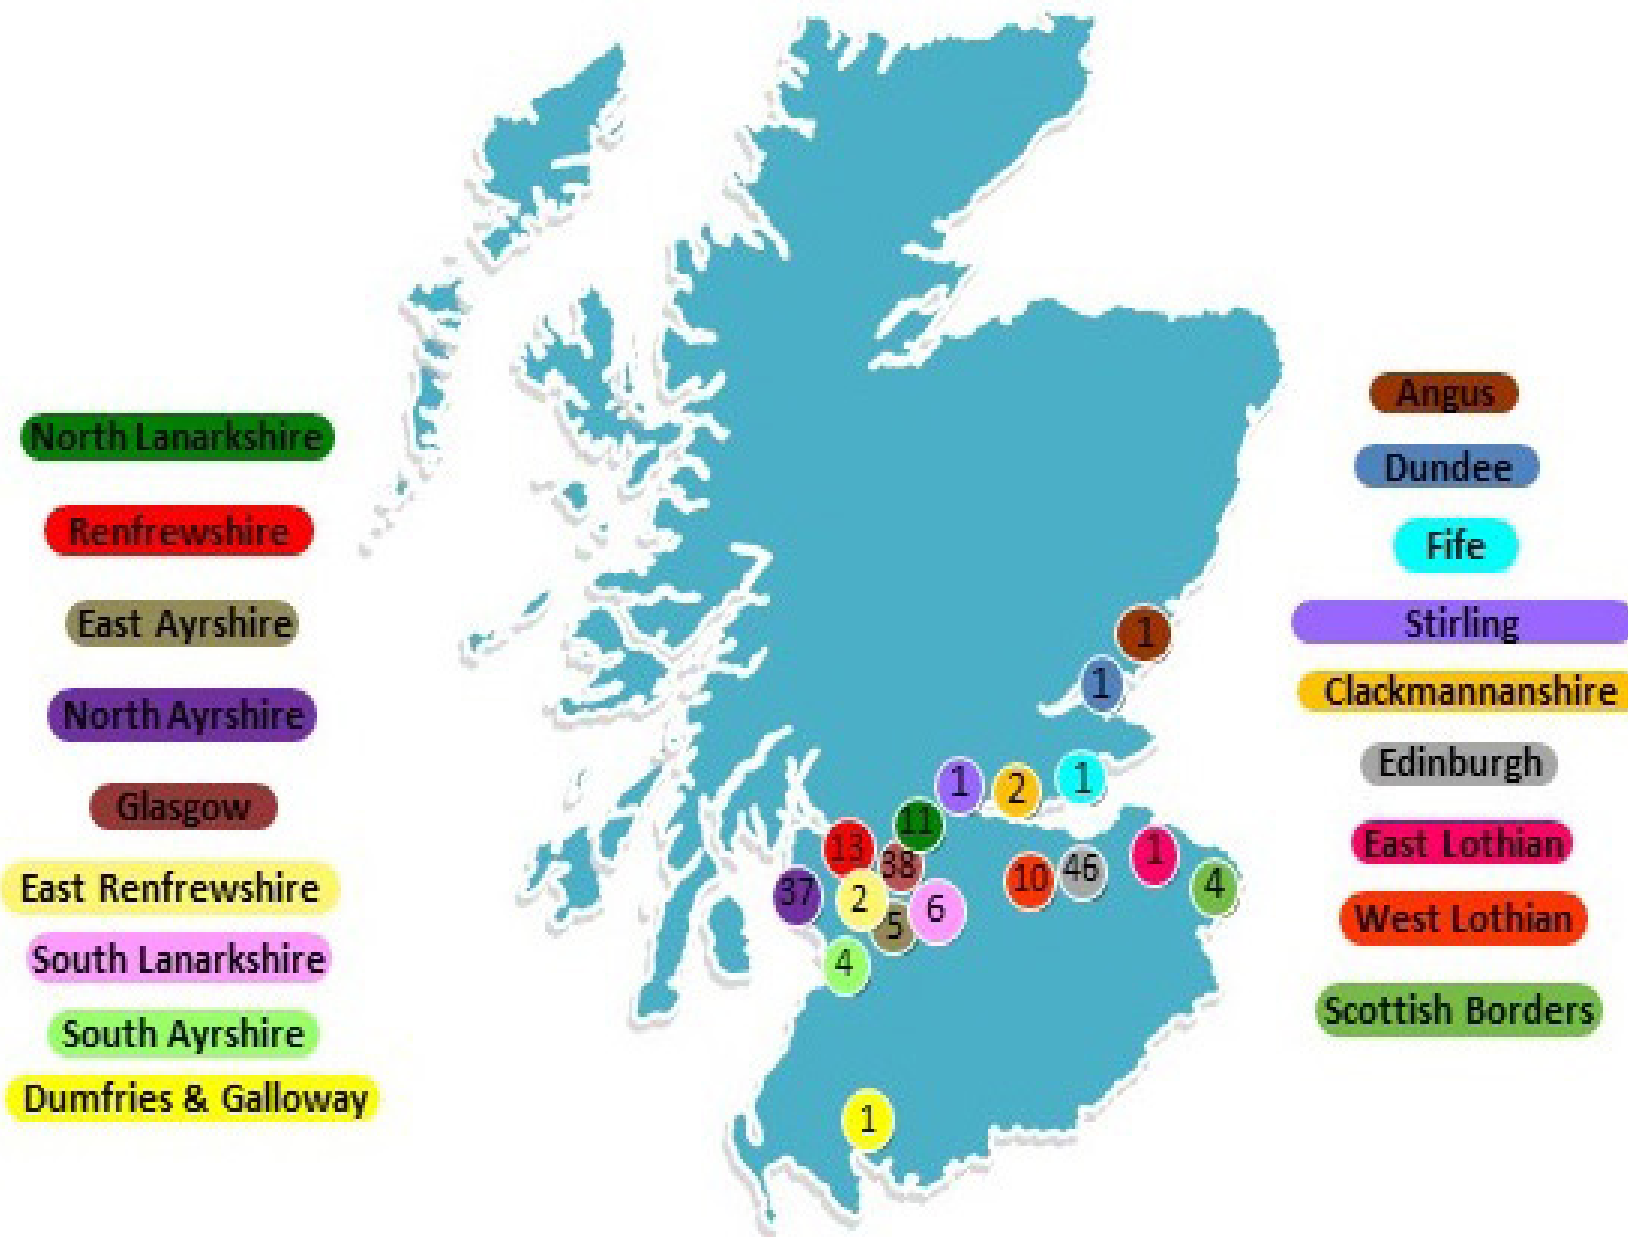 North Lanarkshire
Renfrewshire
East Ayrshire
North Ayrshire
Glasgow
East Renfrewshire
South Lanarkshire
South Ayrshire
Dumfries & Galloway
1
1
1
2
1
11
13
38
37
2
5
6
10
46
1
4
4
1
Angus
Dundee
Fife
Stirling
Clackmannanshire
Edinburgh
East Lothian
West Lothian
Scottish Borders